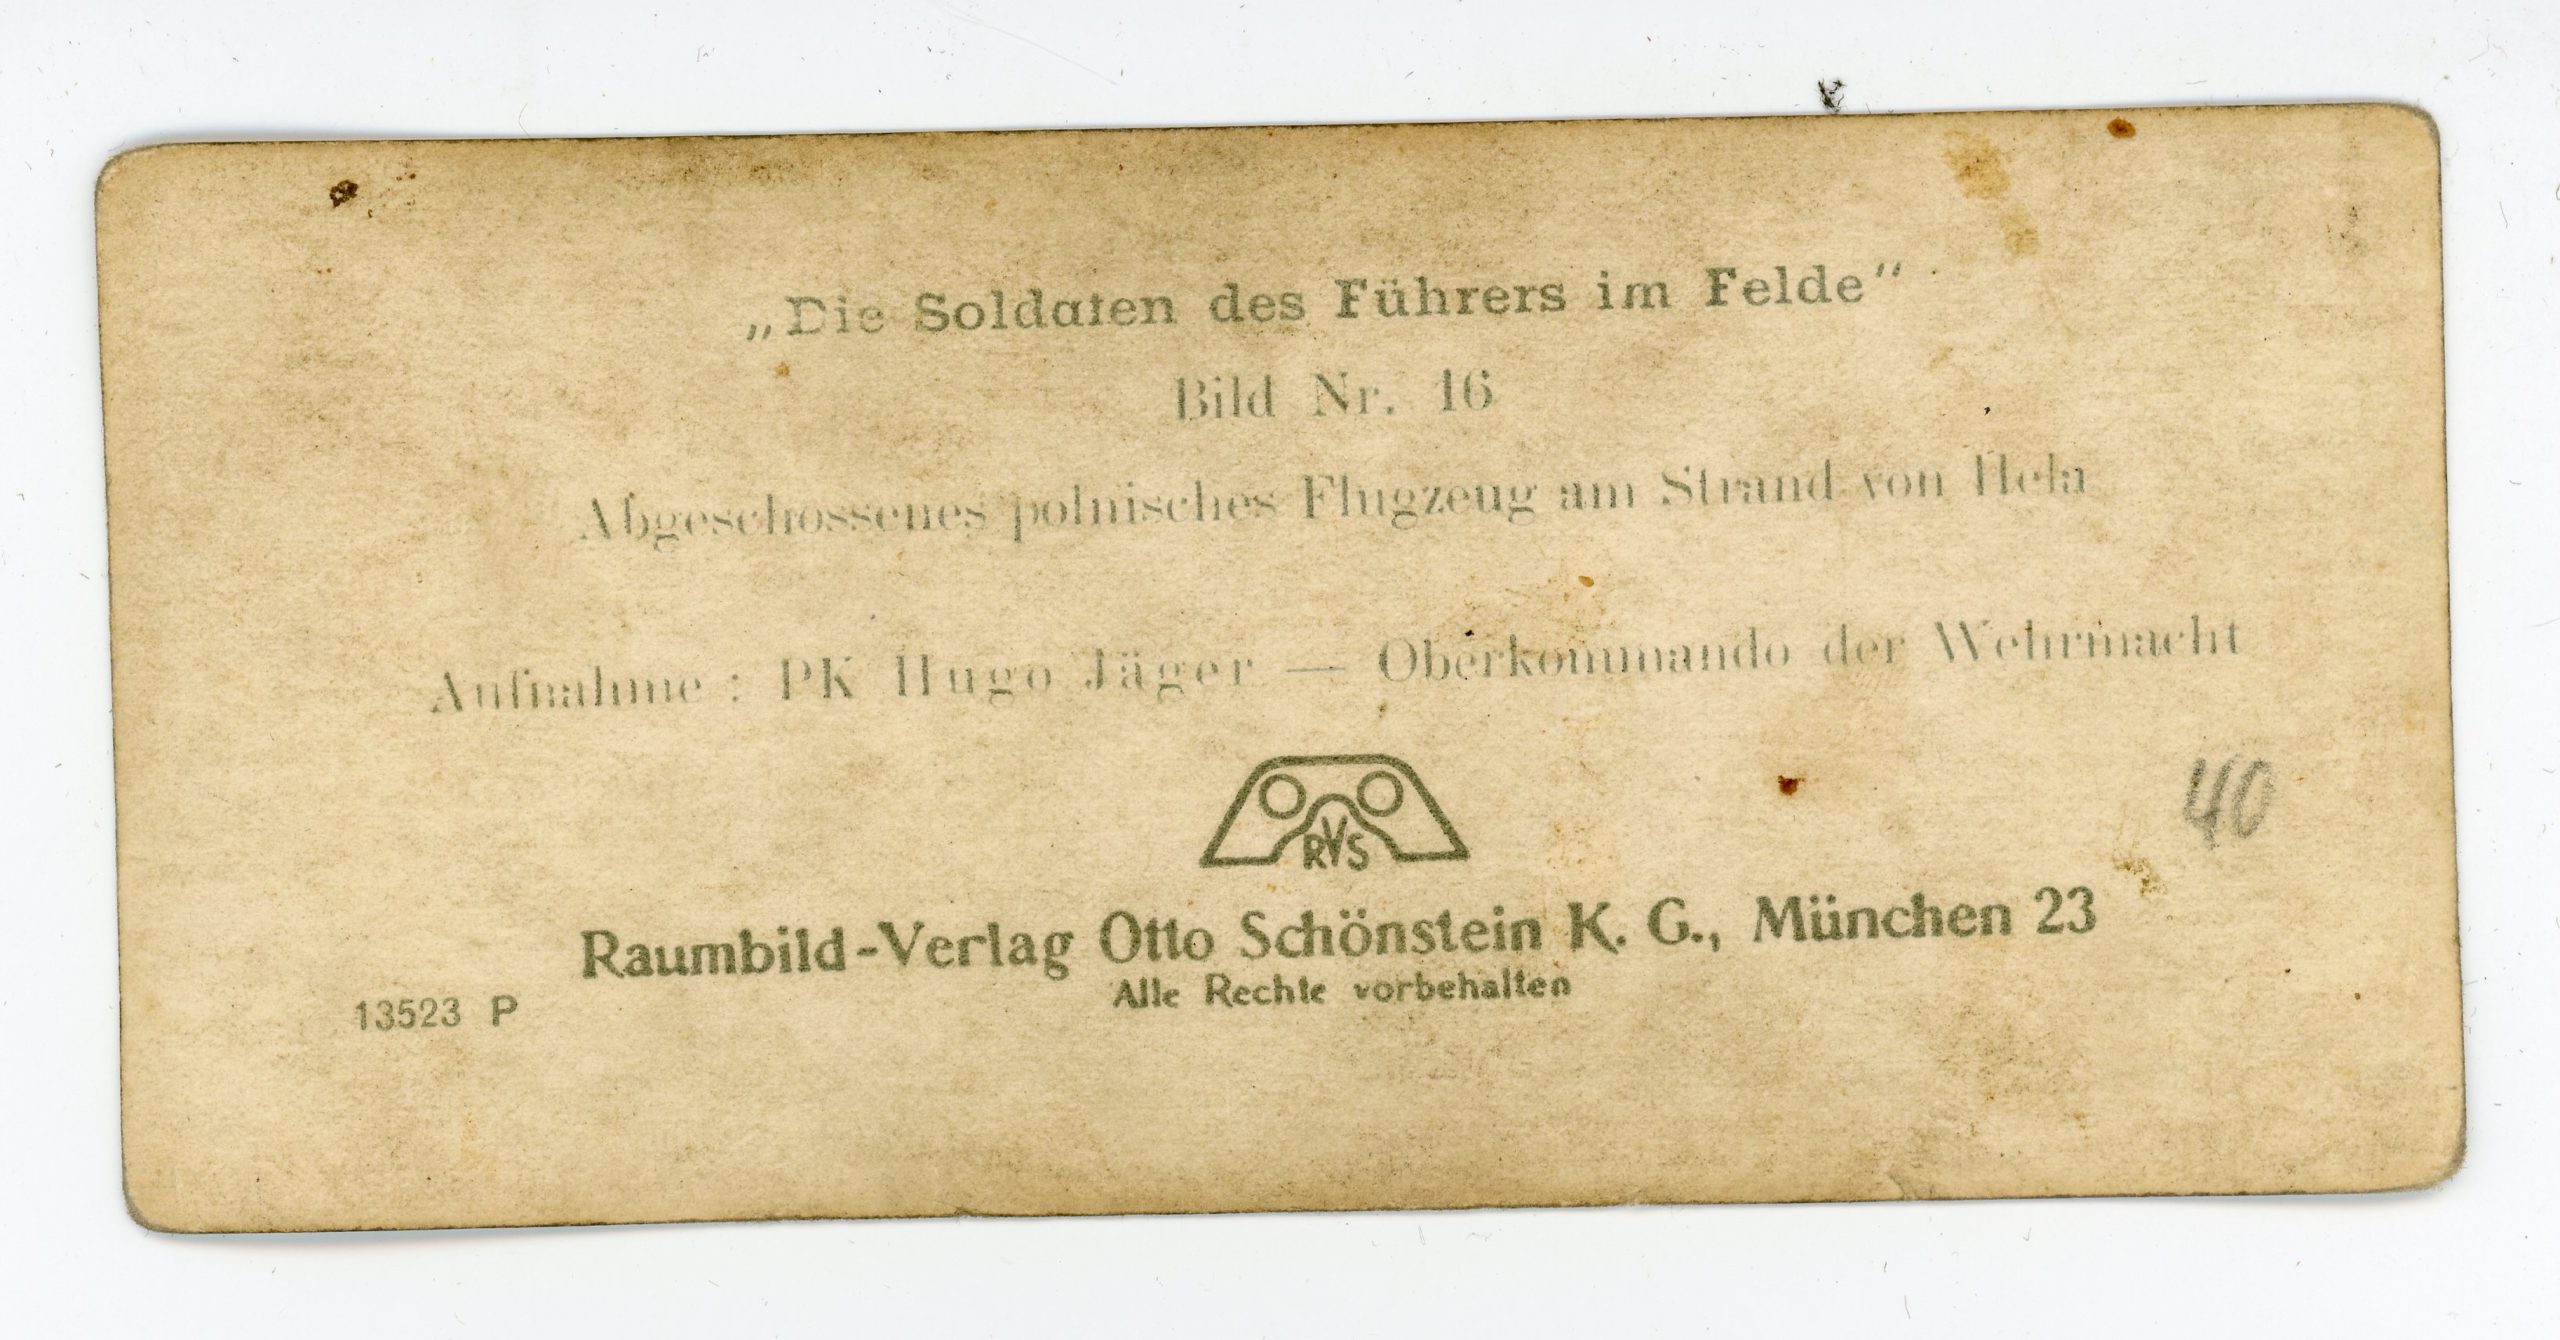 „Die Soldaten des Führers im Felde“
Bild Nr. 16
Abgeschossenes polnisches Flugzeug am Strand von Hela
Aufnahme : PK Hugo Jäger — Oberkommando der Wehrmacht
RVS
40
Raumbild-Verlag Otto Schönstein K. G., München 23
Alle Rechte vorbehalten
13523 P